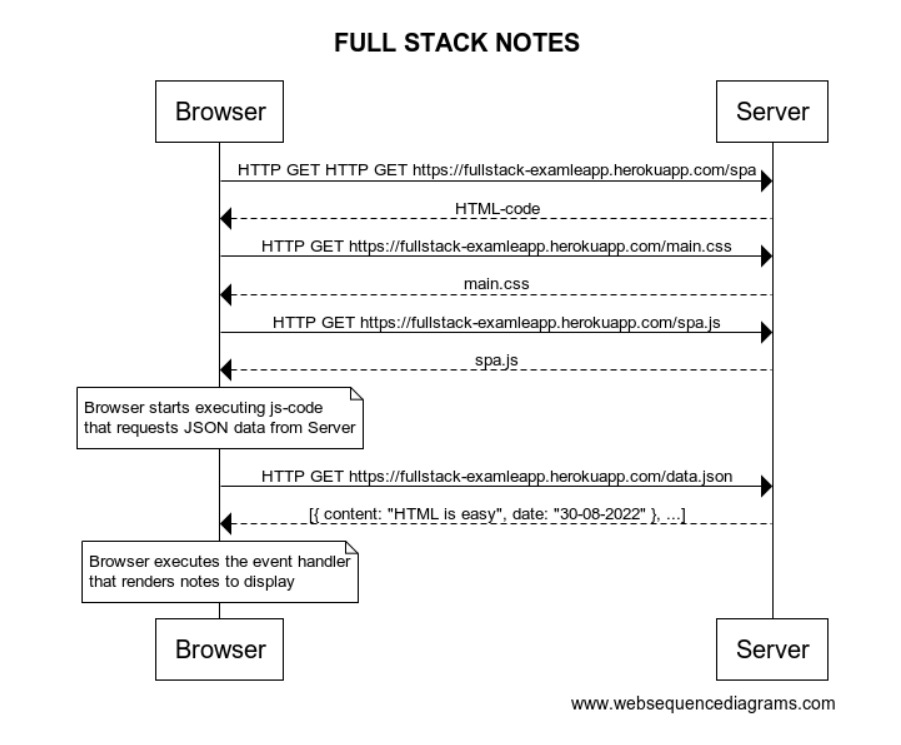 FULL STACK NOTES
Browser
Server
HTTP GET HTTP GET https://fullstack-examleapp.herokuapp.com/spa
HTML-code
HTTP GET https://fullstack-examleapp.herokuapp.com/main.css
main.css
HTTP GET https://fullstack-examleapp.herokuapp.com/spa.js
spa.js
Browser starts executing js-code
that requests JSON data from Server
HTTP GET https://fullstack-examleapp.herokuapp.com/data.json
[{ content: "HTML is easy", date: "30-08-2022" }, ...]
Browser executes the event handler
that renders notes to display
Browser
Server
www.websequencediagrams.com